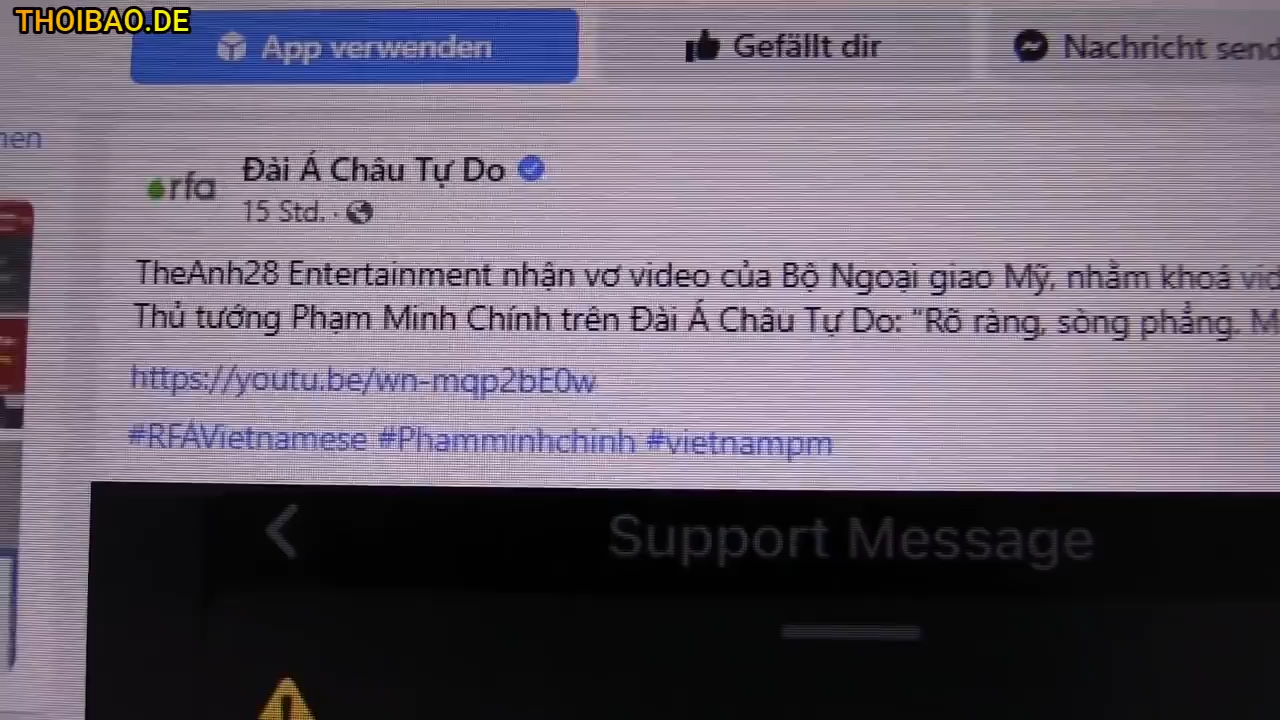 THOIBAO.DE
App verwenden
Gefällt dir
Nachricht send
nen
rfa
Đài Á Châu Tự Do
15 Std. ·
TheAnh28 Entertainment nhận vơ video của Bộ Ngoại giao Mỹ, nhằm khoá vid
Thủ tướng Phạm Minh Chính trên Đài Á Châu Tự Do: “Rõ ràng, sòng phẳng. M
https://youtu.be/wn-mqp2bE0w
#RFAVietnamese #Phamminhchinh #vietnampm
Support Message